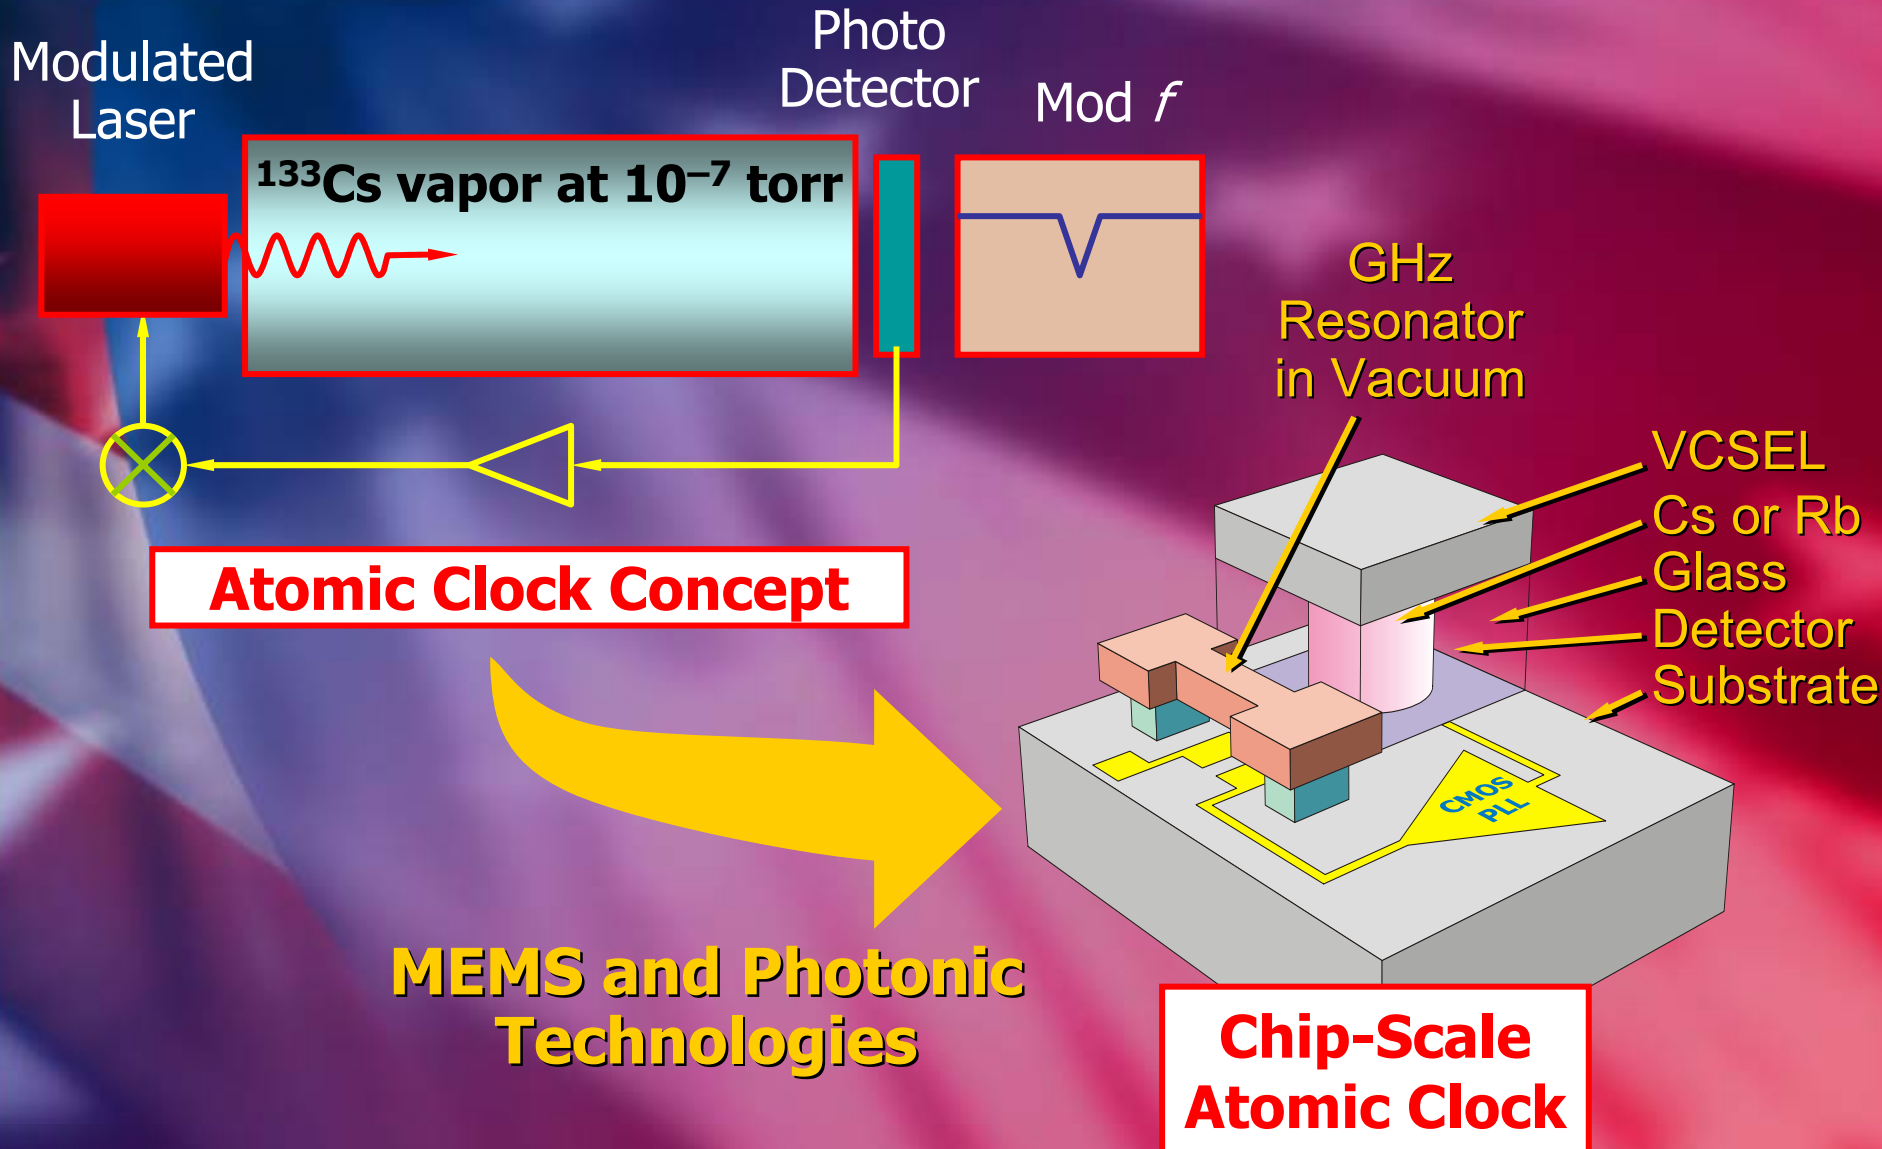 Modulated
Laser
Photo
Detector
Mod f
¹³³Cs vapor at 10⁻⁷ torr
GHz
Resonator
in Vacuum
VCSEL
Cs or Rb
Glass
Detector
Substrate
Atomic Clock Concept
CMOS
PLL
MEMS and Photonic
Technologies
Chip-Scale
Atomic Clock